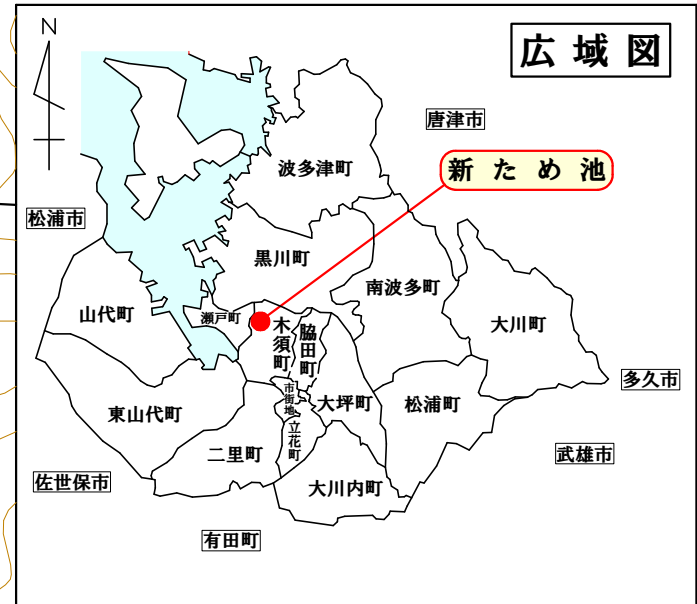 広域図
N
唐津市
波多津町
新ため池
松浦市
黒川町
南波多町
山代町
瀬戸町
木須町
脇田町
大川町
多久市
市街地
大坪町
松浦町
東山代町
立花町
二里町
武雄市
佐世保市
大川内町
有田町